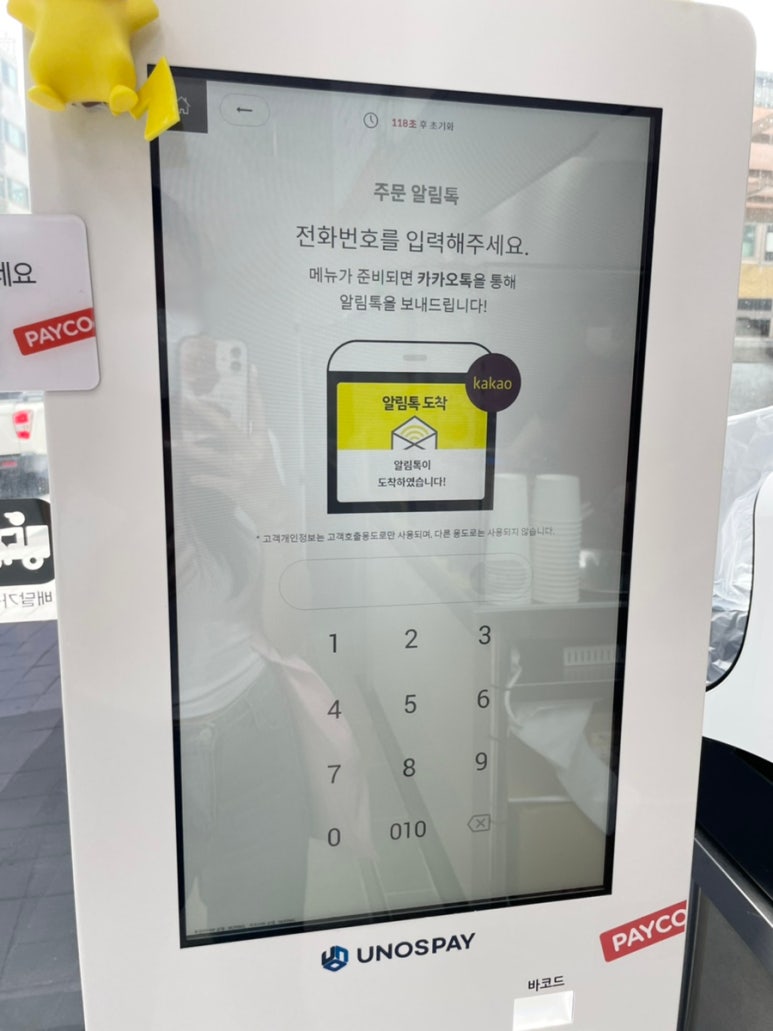 118초 후 초기화
주문 알림톡
전화번호를 입력해주세요.
메뉴가 준비되면 카카오톡을 통해
알림톡을 보내드립니다!
kakao
알림톡 도착
알림톡이
도착하였습니다!
* 고객개인정보는 고객호출용도로만 사용되며, 다른 용도로는 사용되지 않습니다.
1 2 3
4 5 6
7 8 9
0 010
세요
PAYCO
배달가
UNOSPAY
PAYCO
바코드